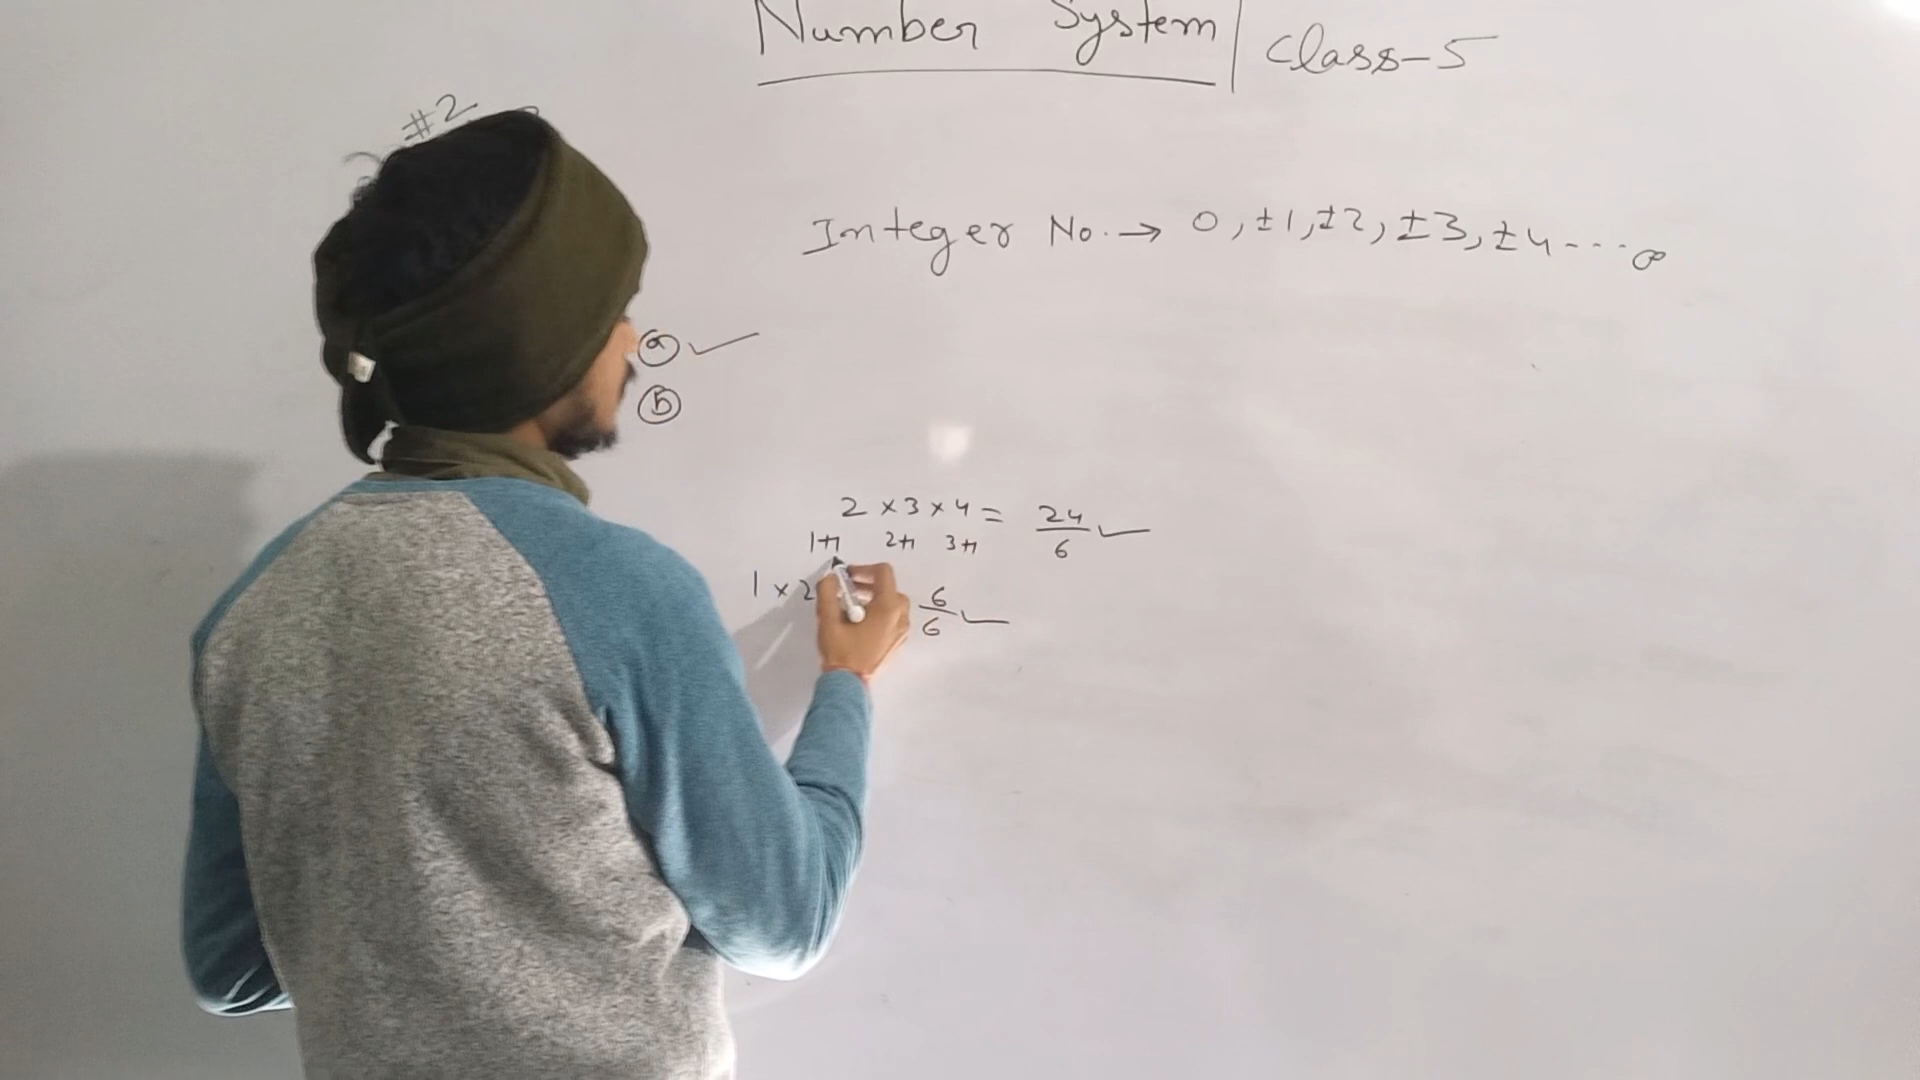 Number System | Class-5
#2
Integer No. → 0, ±1, ±2, ±3, ±4 ---- ∞
(a) ✓
(b)
2 × 3 × 4 = 24/6 ✓
1+1 2+1 3+1
1 × 2 6/6 ✓